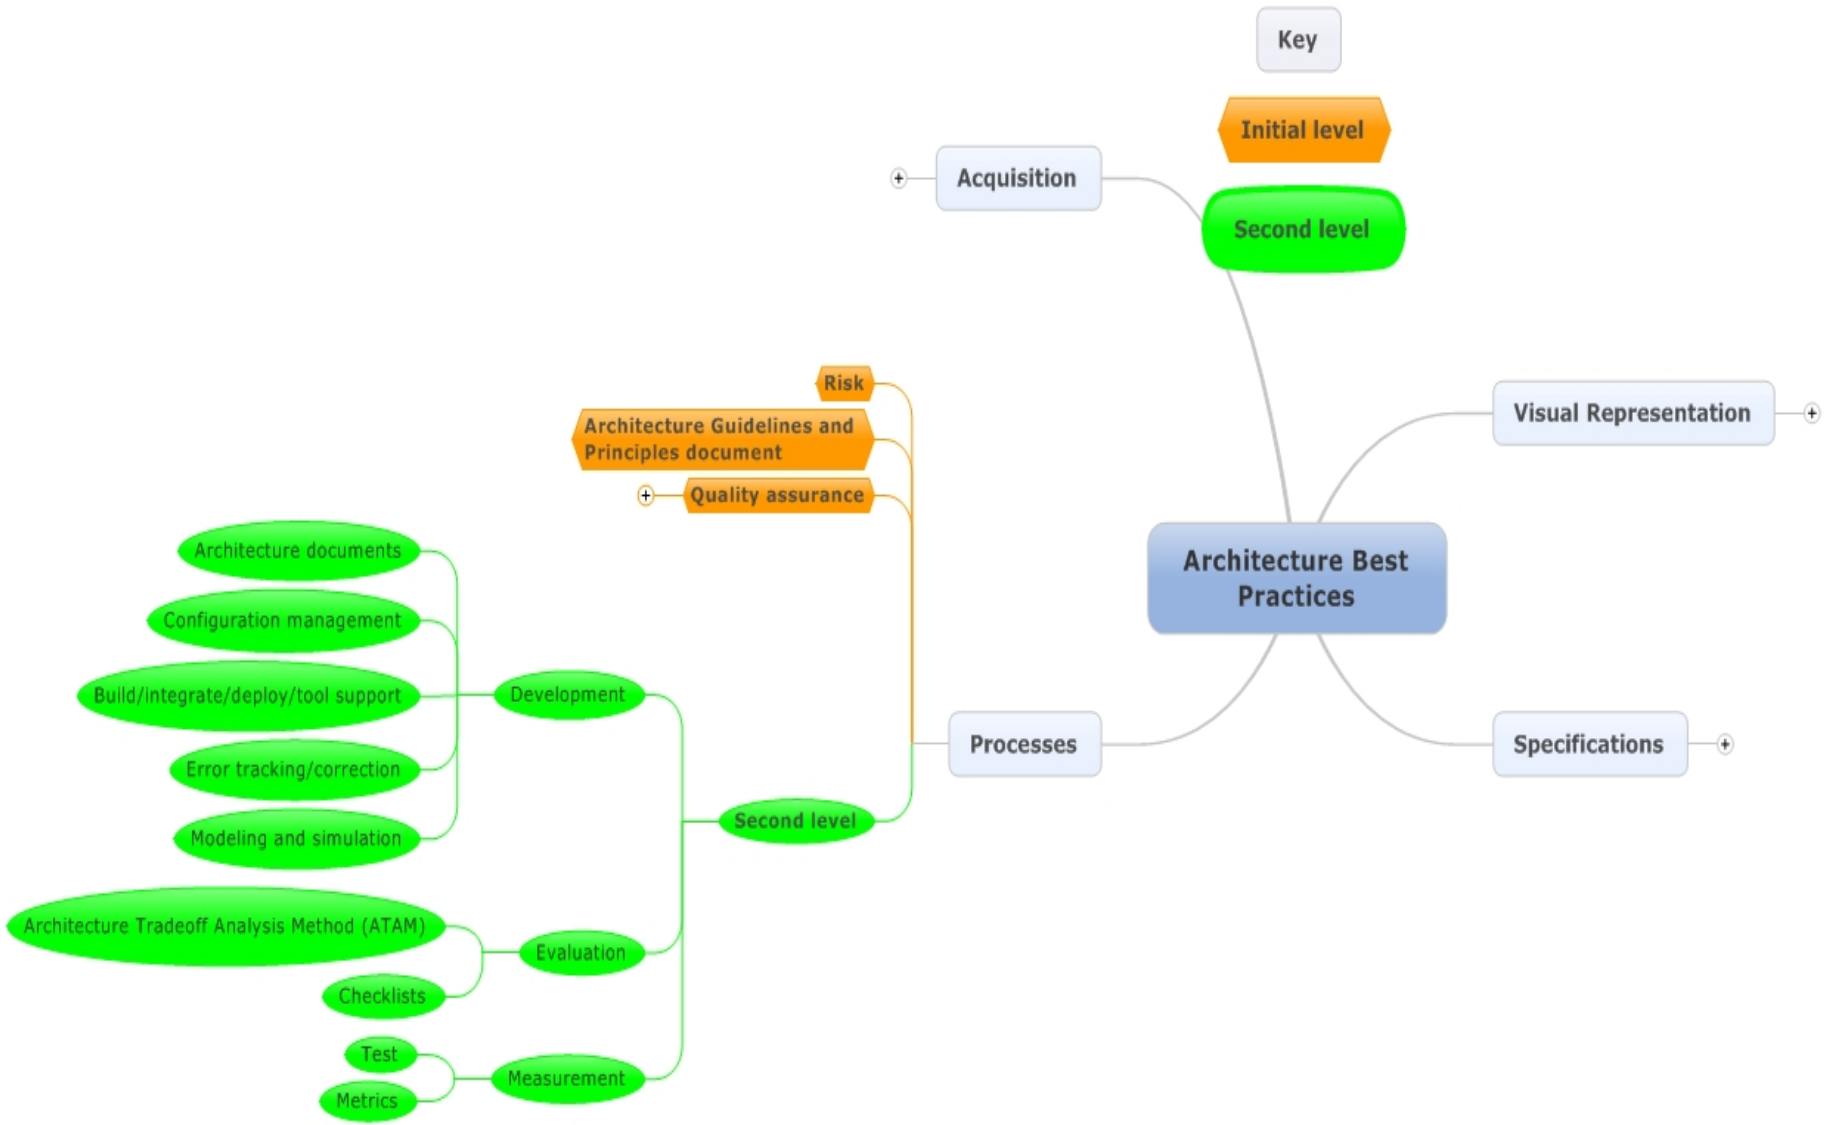 Key
Initial level
Acquisition
Second level
Risk
Visual Representation
Architecture Guidelines and
Principles document
Quality assurance
Architecture documents
Architecture Best
Practices
Configuration management
Build/integrate/deploy/tool support
Development
Processes
Specifications
Error tracking/correction
Second level
Modeling and simulation
Architecture Tradeoff Analysis Method (ATAM)
Evaluation
Checklists
Test
Measurement
Metrics